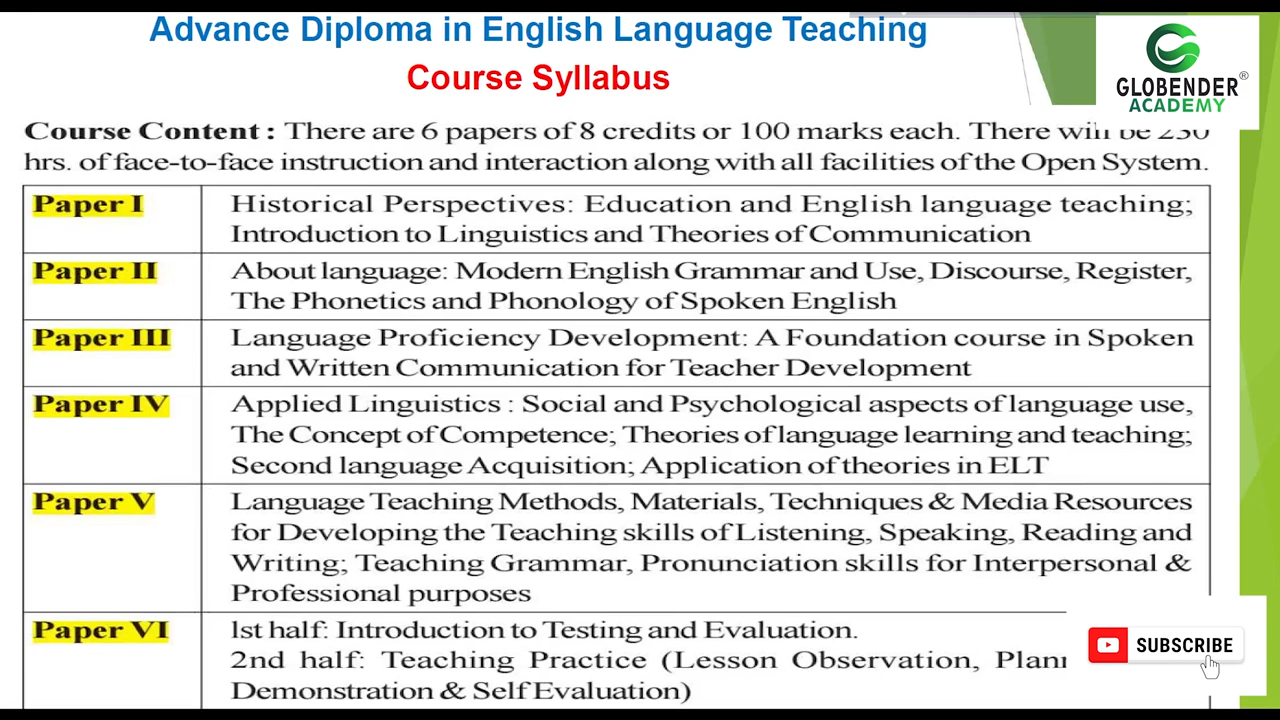 Advance Diploma in English Language Teaching
Course Syllabus
GLOBENDER®
ACADEMY
Course Content : There are 6 papers of 8 credits or 100 marks each. There will be 230
hrs. of face-to-face instruction and interaction along with all facilities of the Open System.
Paper I
Historical Perspectives: Education and English language teaching;
Introduction to Linguistics and Theories of Communication
Paper II
About language: Modern English Grammar and Use, Discourse, Register,
The Phonetics and Phonology of Spoken English
Paper III
Language Proficiency Development: A Foundation course in Spoken
and Written Communication for Teacher Development
Paper IV
Applied Linguistics : Social and Psychological aspects of language use,
The Concept of Competence; Theories of language learning and teaching;
Second language Acquisition; Application of theories in ELT
Paper V
Language Teaching Methods, Materials, Techniques & Media Resources
for Developing the Teaching skills of Listening, Speaking, Reading and
Writing; Teaching Grammar, Pronunciation skills for Interpersonal &
Professional purposes
Paper VI
1st half: Introduction to Testing and Evaluation.
2nd half: Teaching Practice (Lesson Observation,
Demonstration & Self Evaluation)
SUBSCRIBE